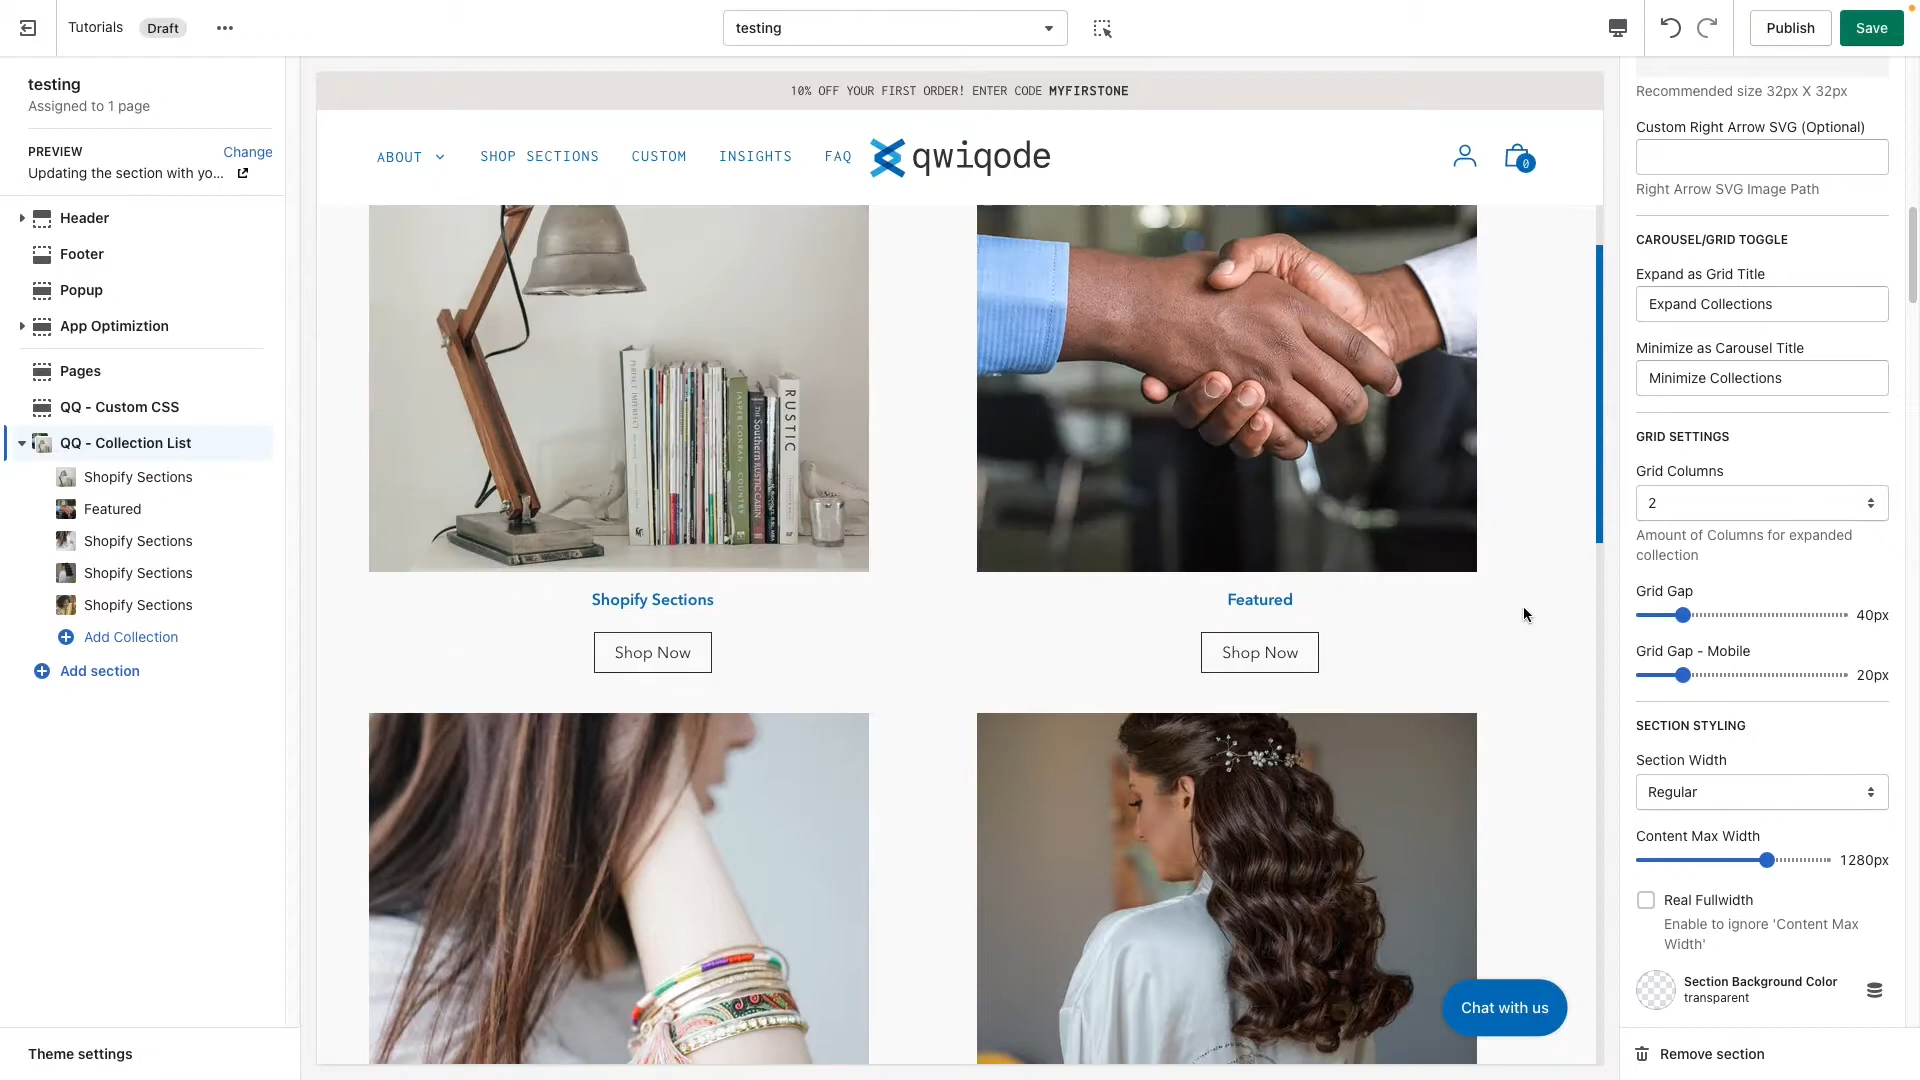 Tutorials Draft
testing
Publish
Save
testing
Assigned to 1 page
PREVIEW
Change
Updating the section with yo...
Header
Footer
Popup
App Optimiztion
Pages
QQ - Custom CSS
QQ - Collection List
Shopify Sections
Featured
Shopify Sections
Shopify Sections
Shopify Sections
Add Collection
Add section
Theme settings
10% OFF YOUR FIRST ORDER! ENTER CODE MYFIRSTONE
ABOUT
SHOP SECTIONS
CUSTOM
INSIGHTS
FAQ
qwiqode
0
RUSTIC
Shopify Sections
Featured
Shop Now
Shop Now
Chat with us
Recommended size 32px X 32px
Custom Right Arrow SVG (Optional)
Right Arrow SVG Image Path
CAROUSEL/GRID TOGGLE
Expand as Grid Title
Expand Collections
Minimize as Carousel Title
Minimize Collections
GRID SETTINGS
Grid Columns
2
Amount of Columns for expanded
collection
Grid Gap
40px
Grid Gap - Mobile
20px
SECTION STYLING
Section Width
Regular
Content Max Width
1280px
Real Fullwidth
Enable to ignore 'Content Max
Width'
Section Background Color
transparent
Remove section